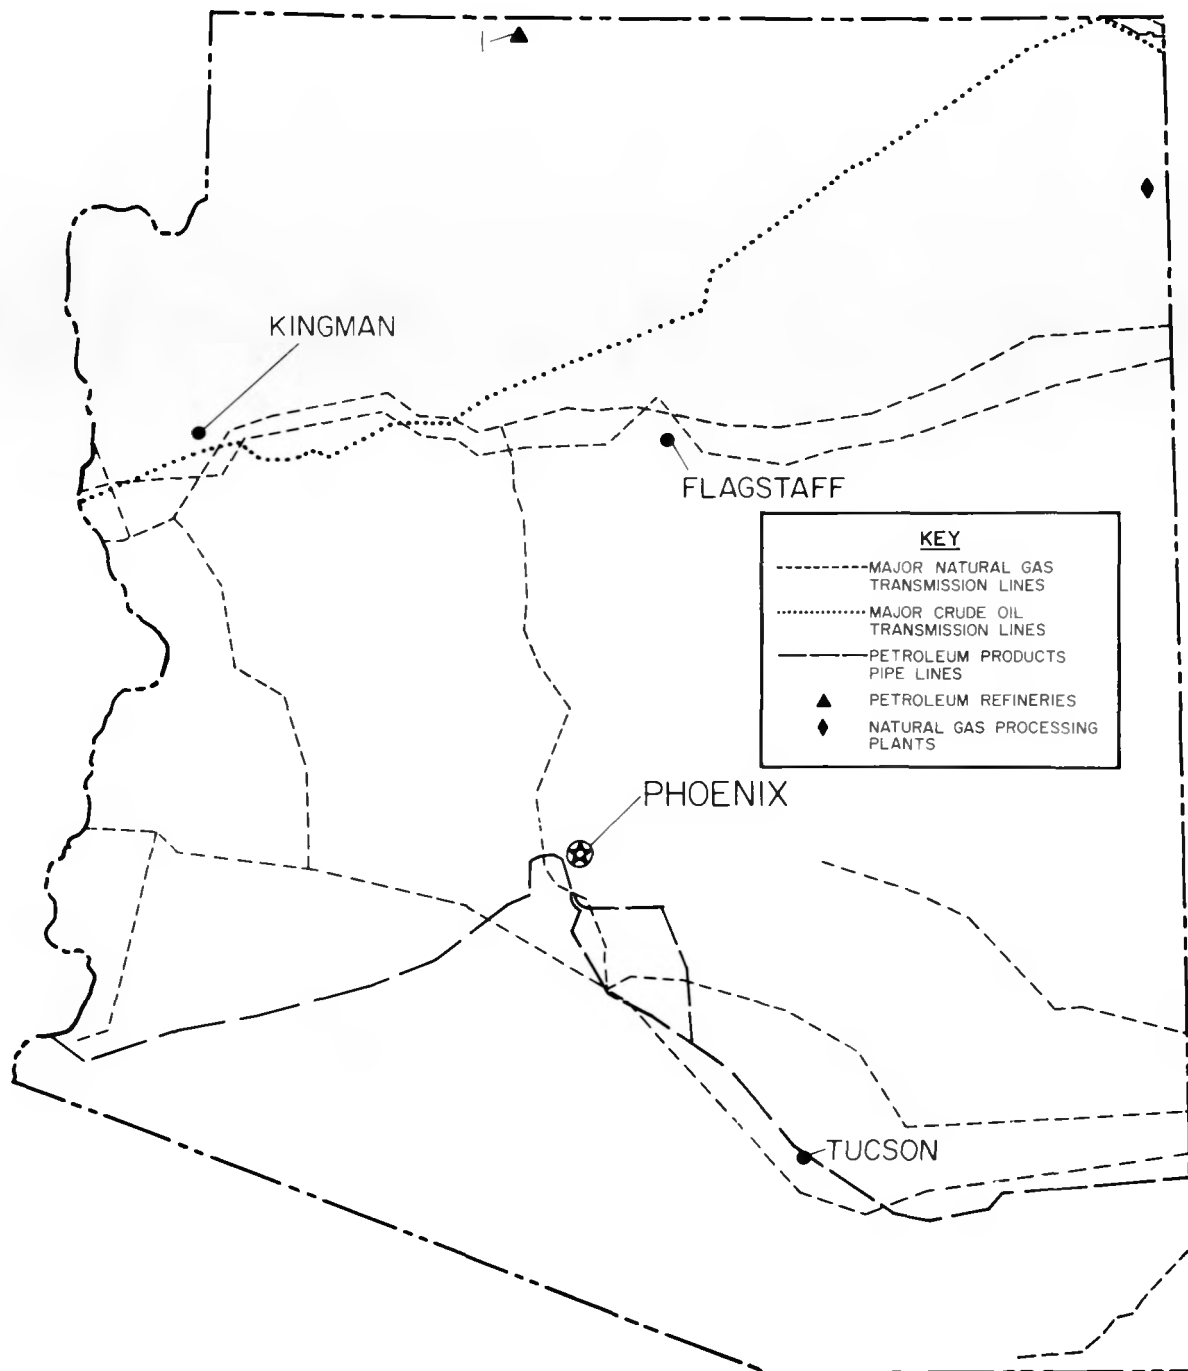 KINGMAN
FLAGSTAFF
KEY
MAJOR NATURAL GAS
TRANSMISSION LINES
MAJOR CRUDE OIL
TRANSMISSION LINES
PETROLEUM PRODUCTS
PIPE LINES
PETROLEUM REFINERIES
NATURAL GAS PROCESSING
PLANTS
PHOENIX
TUCSON